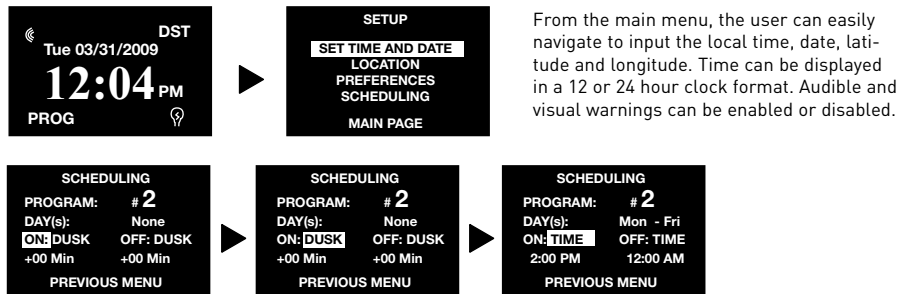 DST
Tue 03/31/2009
12:04 PM
PROG
SETUP
SET TIME AND DATE
LOCATION
PREFERENCES
SCHEDULING
MAIN PAGE
From the main menu, the user can easily
navigate to input the local time, date, lati-
tude and longitude. Time can be displayed
in a 12 or 24 hour clock format. Audible and
visual warnings can be enabled or disabled.
SCHEDULING
PROGRAM: # 2
DAY(s): None
ON: DUSK OFF: DUSK
+00 Min +00 Min
PREVIOUS MENU
SCHEDULING
PROGRAM: # 2
DAY(s): None
ON: DUSK OFF: DUSK
+00 Min +00 Min
PREVIOUS MENU
SCHEDULING
PROGRAM: # 2
DAY(s): Mon - Fri
ON: TIME OFF: TIME
2:00 PM 12:00 AM
PREVIOUS MENU